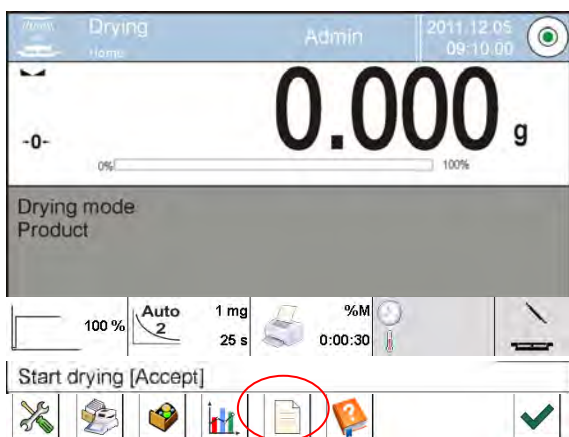 Drying Admin 2011.12.05
Home 09:10.00
-0- 0.000 g
0% 100%
Drying mode
Product
100 % Auto 2 1 mg 25 s %M 0:00:30
Start drying [Accept]